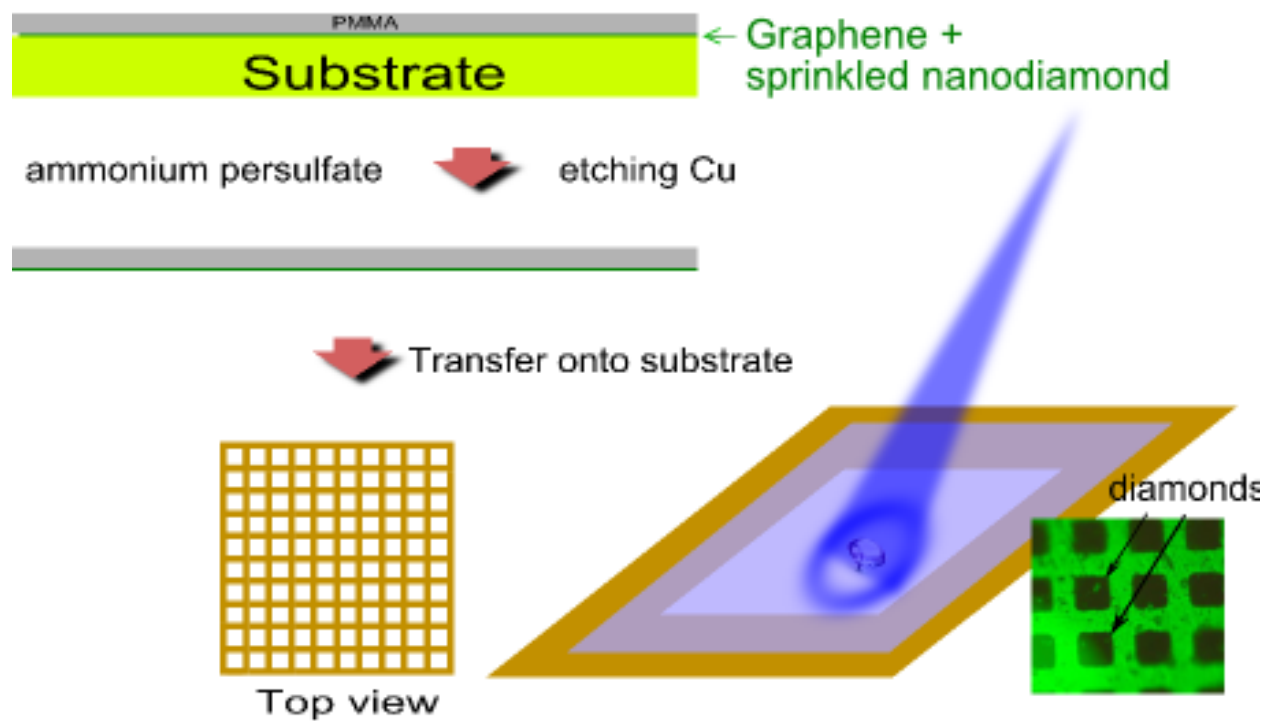 PMMA
Substrate
Graphene +
sprinkled nanodiamond
ammonium persulfate
etching Cu
Transfer onto substrate
diamonds
Top view